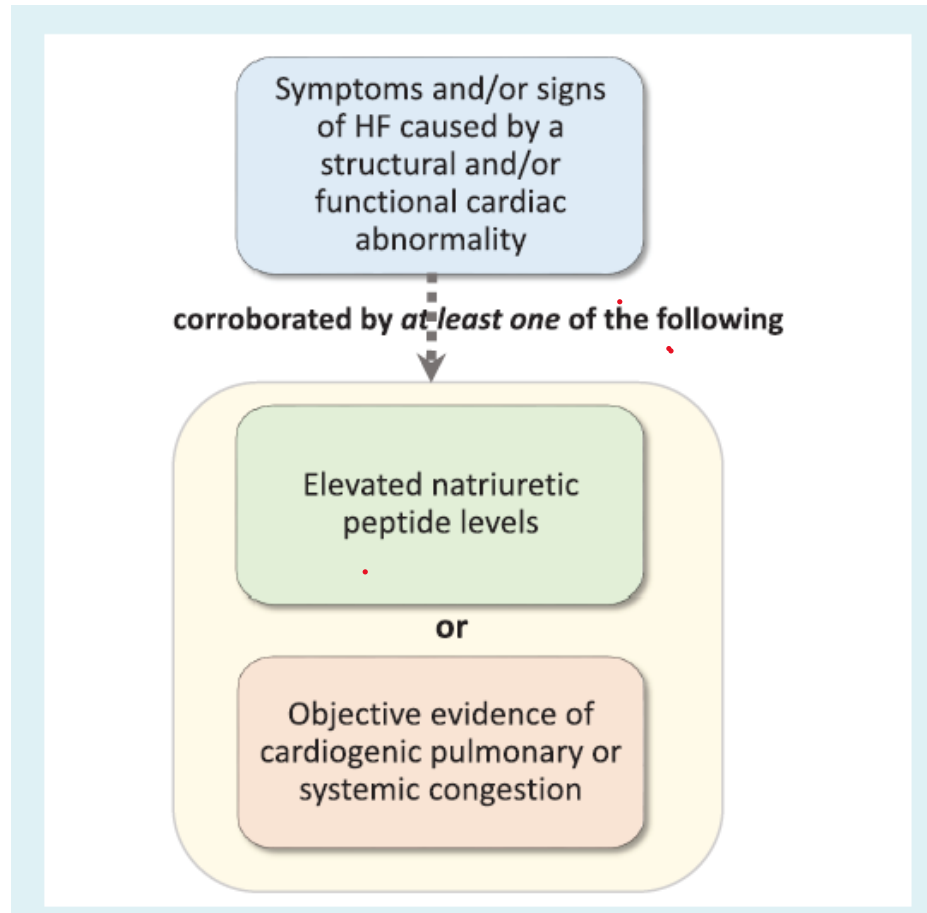 Symptoms and/or signs
of HF caused by a
structural and/or
functional cardiac
abnormality
corroborated by at least one of the following
Elevated natriuretic
peptide levels
or
Objective evidence of
cardiogenic pulmonary or
systemic congestion